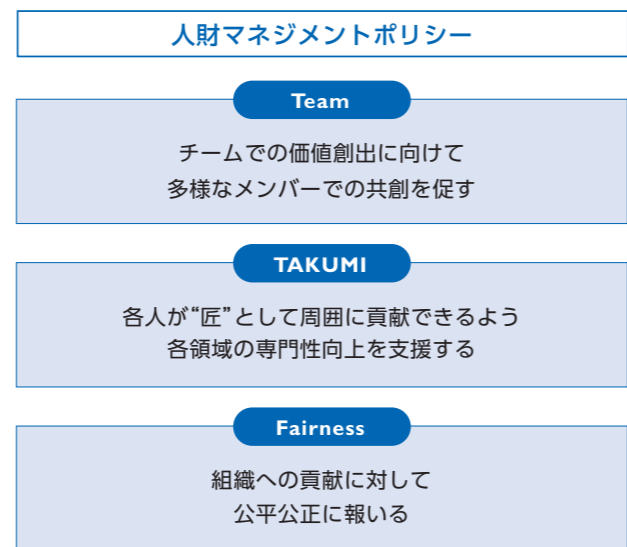 人財マネジメントポリシー
Team
チームでの価値創出に向けて
多様なメンバーでの共創を促す
TAKUMI
各人が“匠”として周囲に貢献できるよう
各領域の専門性向上を支援する
Fairness
組織への貢献に対して
公平公正に報いる